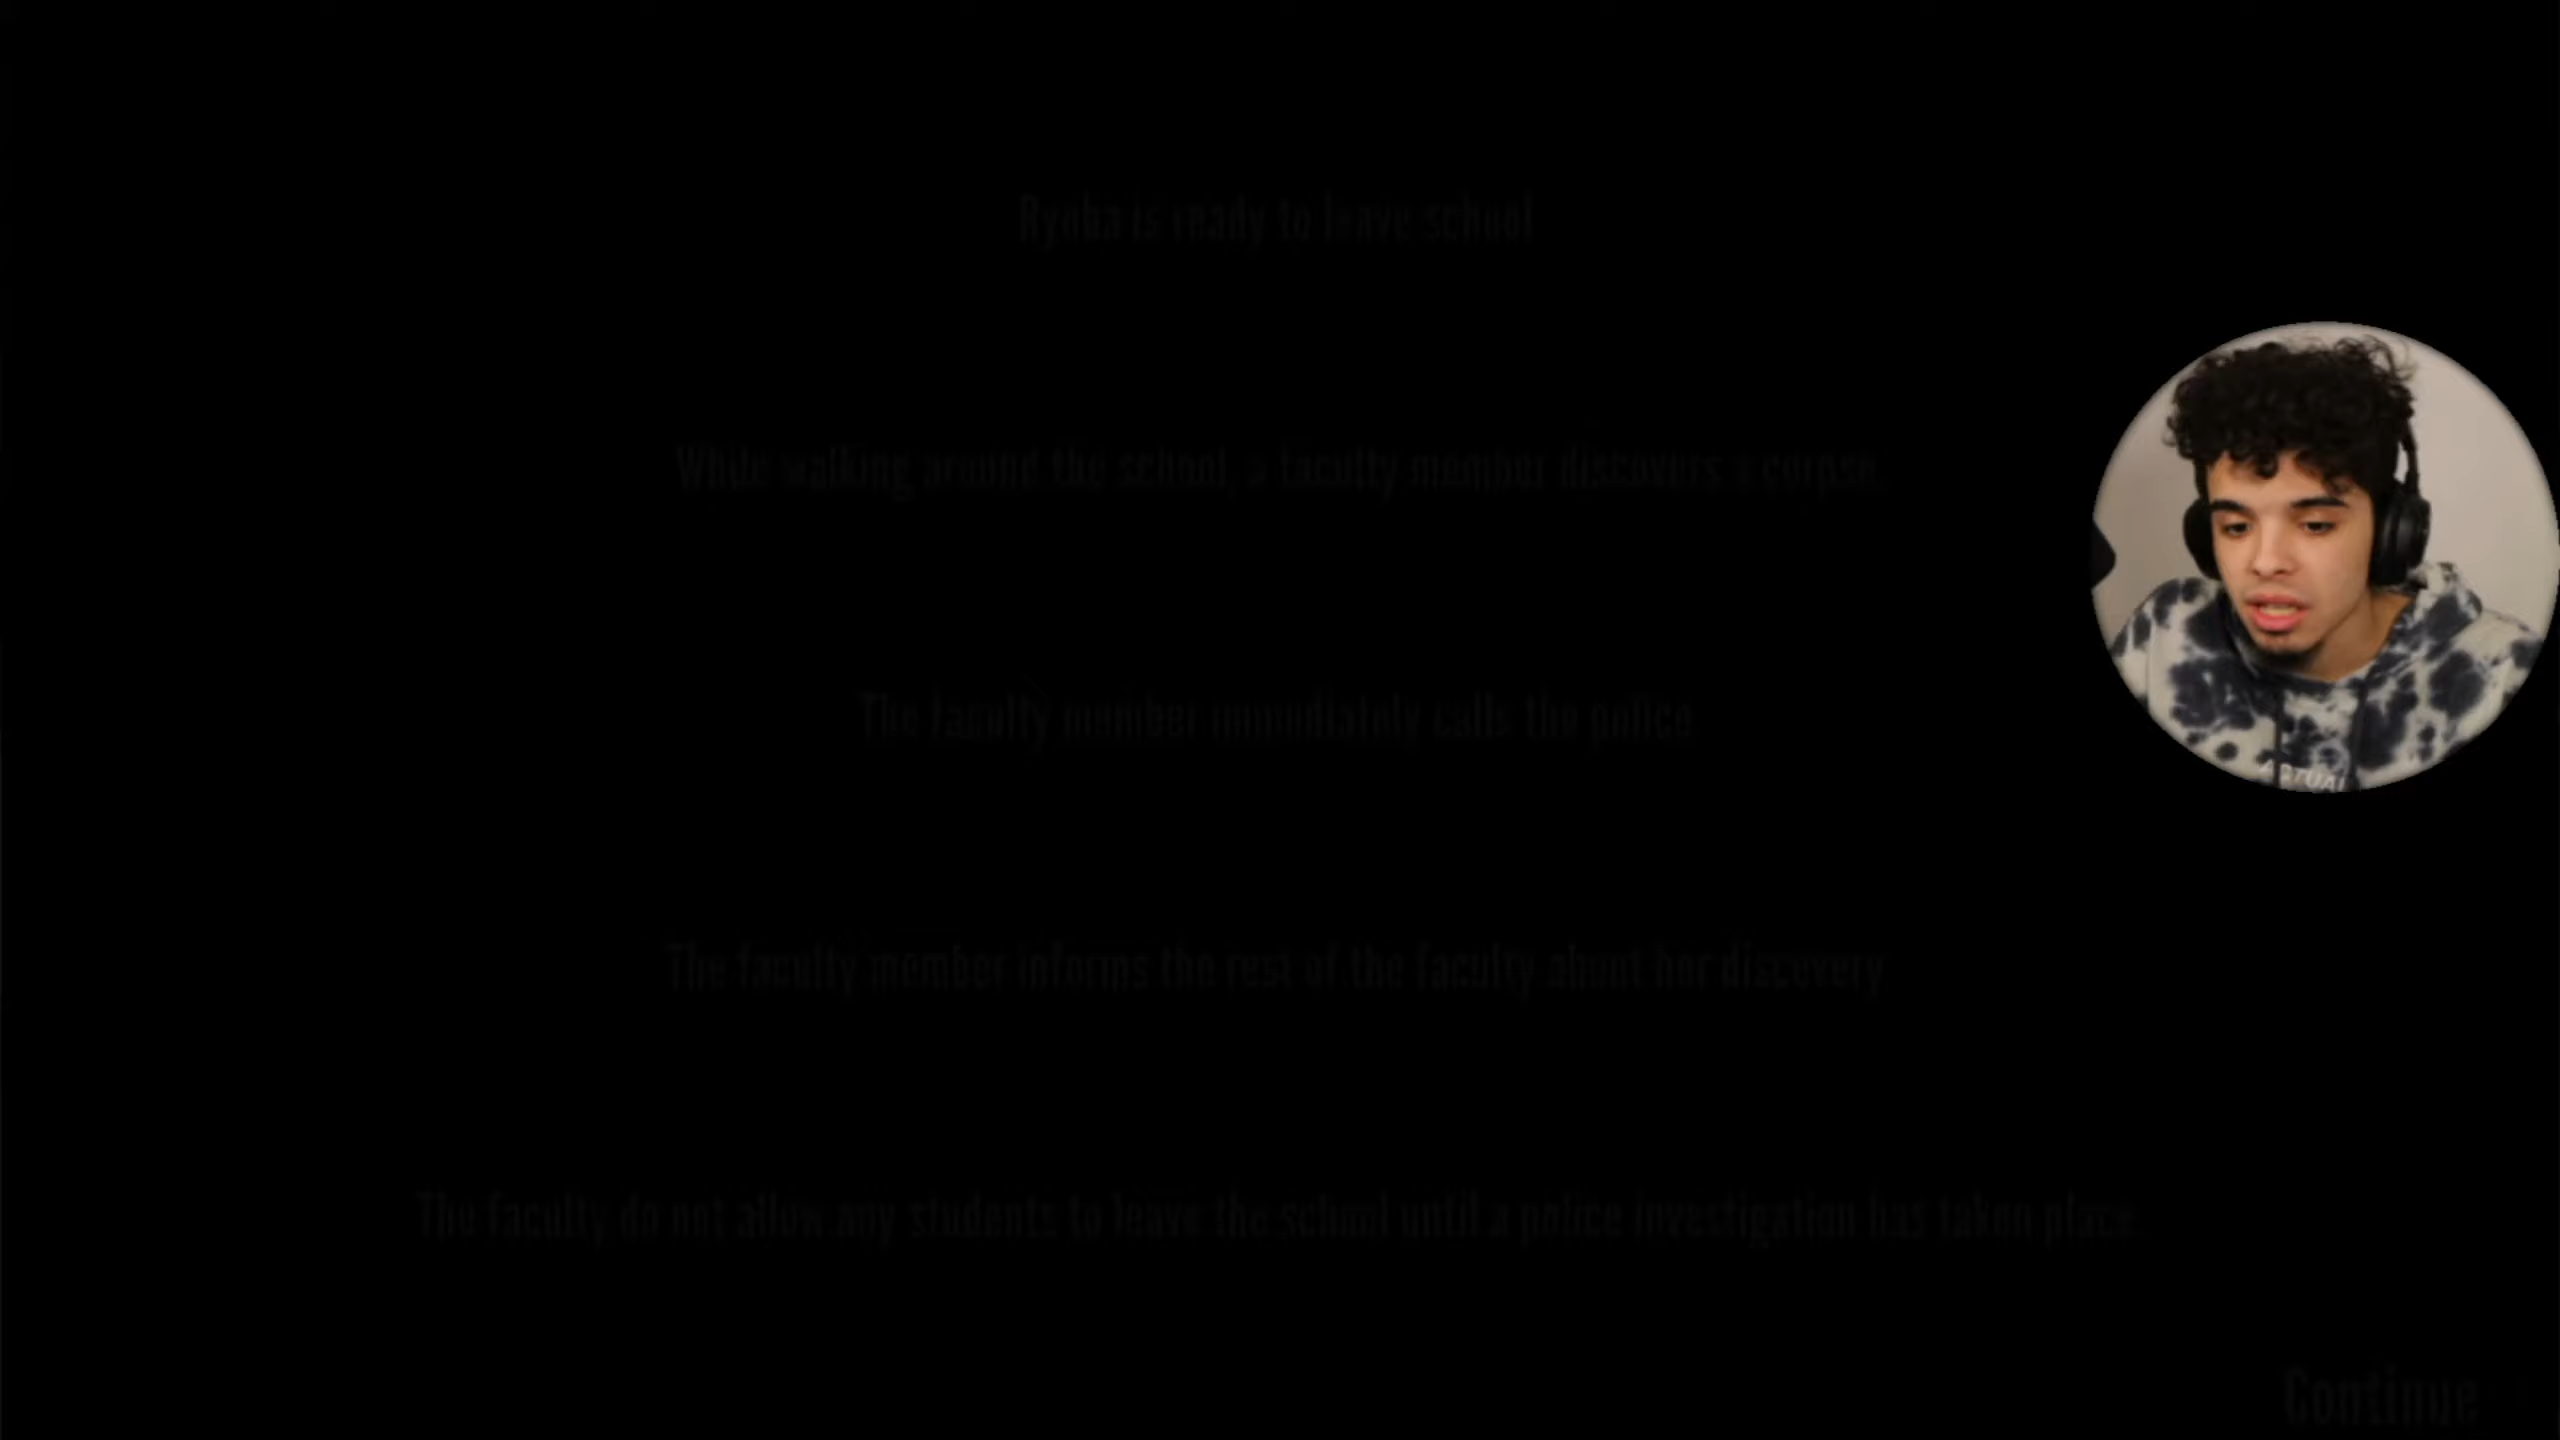 Ryoba is ready to leave school
While walking around the school, a faculty member discovers a corpse.
The faculty member immediately calls the police
The faculty member informs the rest of the faculty about her discovery
The faculty do not allow any students to leave the school until a police investigation has taken place.
Continue